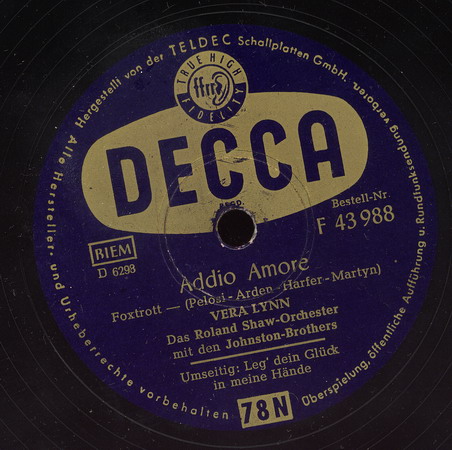 Alle Hersteller- und Urheberrechte vorbehalten
Hergestellt von der TELDEC Schallplatten GmbH.
Überspielung, öffentliche Aufführung u. Rundfunksendung verboten.
TRUE HIGH
ffrr
FIDELITY
DECCA
Bestell-Nr.
F 43 988
BIEM
D 6298
Addio Amore
Foxtrott — (Pelosi - Arden - Harfer - Martyn)
VERA LYNN
Das Roland Shaw-Orchester
mit den Johnston-Brothers
Umseitig: Leg' dein Glück
in meine Hände
78 N